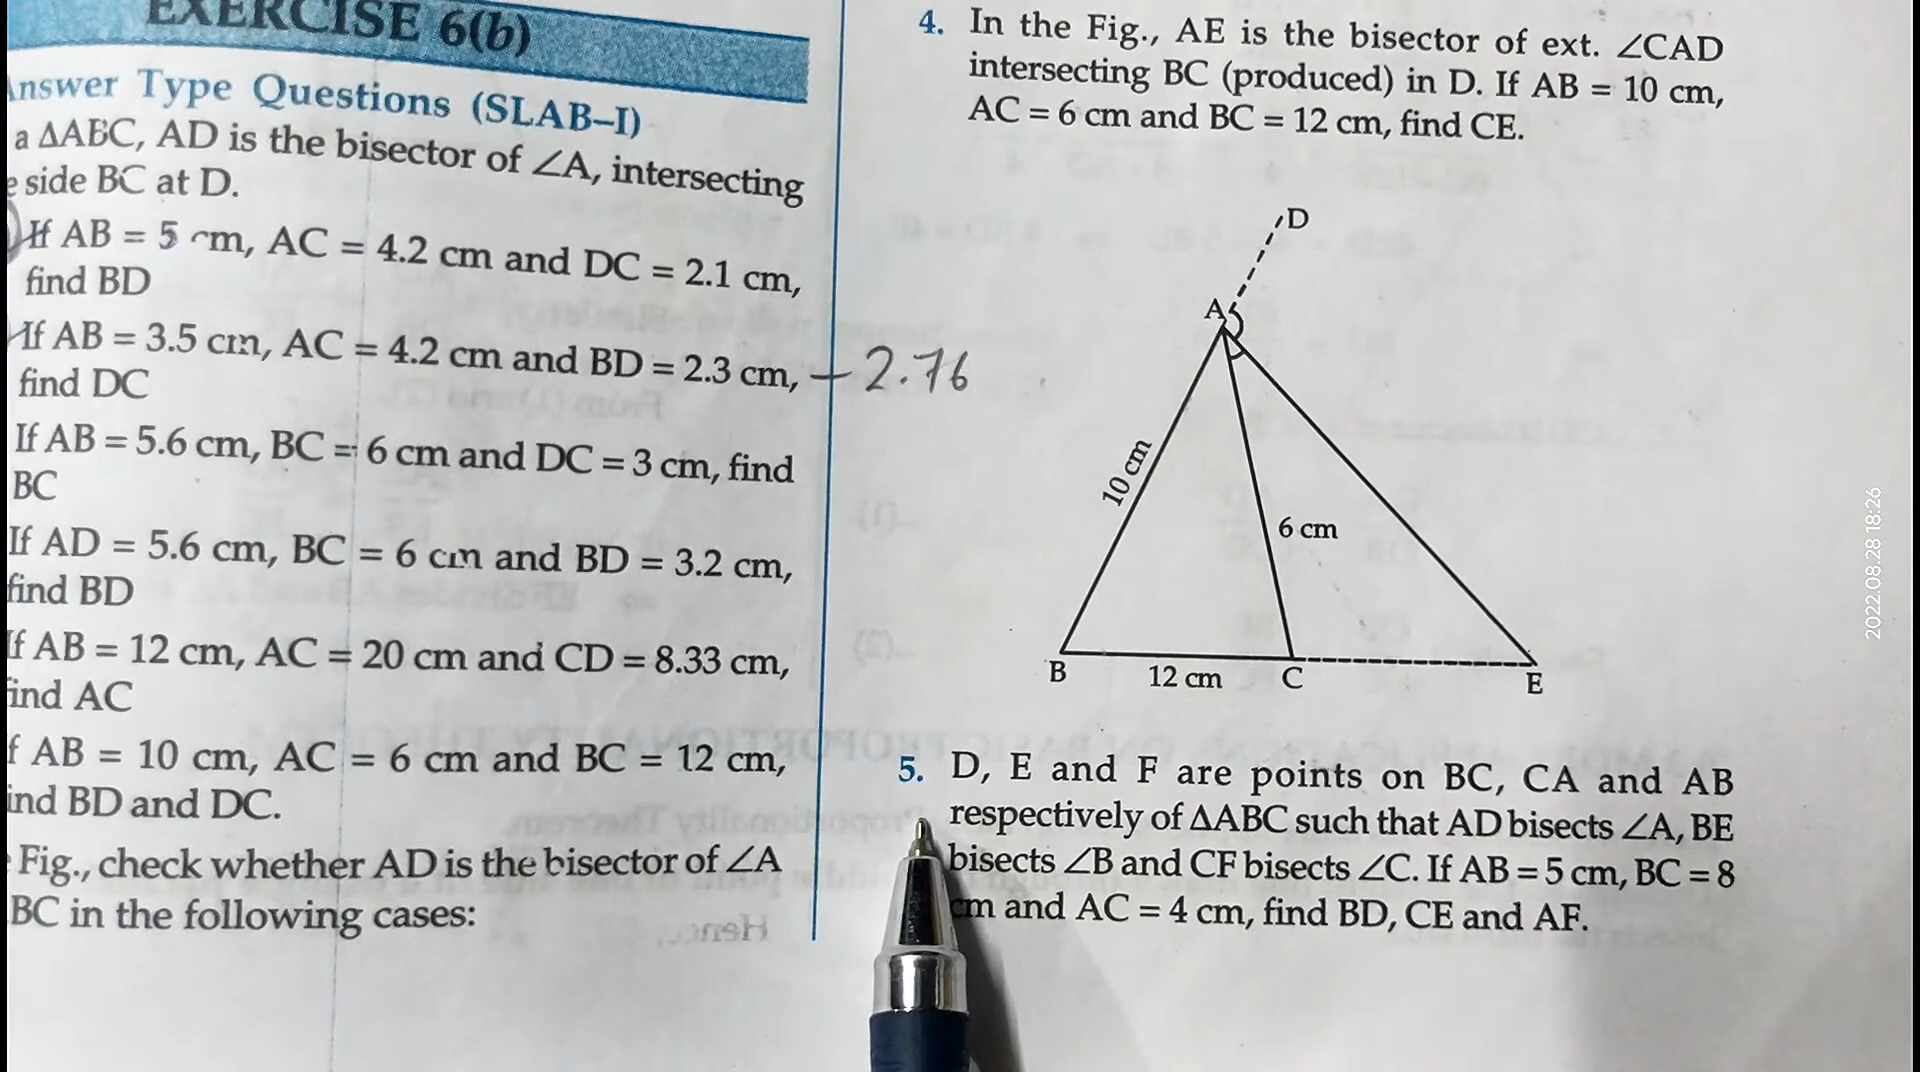 EXERCISE 6(b)
Answer Type Questions (SLAB–I)
a ΔABC, AD is the bisector of ∠A, intersecting
e side BC at D.
If AB = 5 cm, AC = 4.2 cm and DC = 2.1 cm,
find BD
If AB = 3.5 cm, AC = 4.2 cm and BD = 2.3 cm, – 2.76
find DC
If AB = 5.6 cm, BC = 6 cm and DC = 3 cm, find
BC
If AD = 5.6 cm, BC = 6 cm and BD = 3.2 cm,
find BD
If AB = 12 cm, AC = 20 cm and CD = 8.33 cm,
find AC
f AB = 10 cm, AC = 6 cm and BC = 12 cm,
ind BD and DC.
Fig., check whether AD is the bisector of ∠A
BC in the following cases:
4. In the Fig., AE is the bisector of ext. ∠CAD
intersecting BC (produced) in D. If AB = 10 cm,
AC = 6 cm and BC = 12 cm, find CE.
D
A
10 cm
6 cm
B 12 cm C E
5. D, E and F are points on BC, CA and AB
respectively of ΔABC such that AD bisects ∠A, BE
bisects ∠B and CF bisects ∠C. If AB = 5 cm, BC = 8
cm and AC = 4 cm, find BD, CE and AF.
2022.08.28 18:26